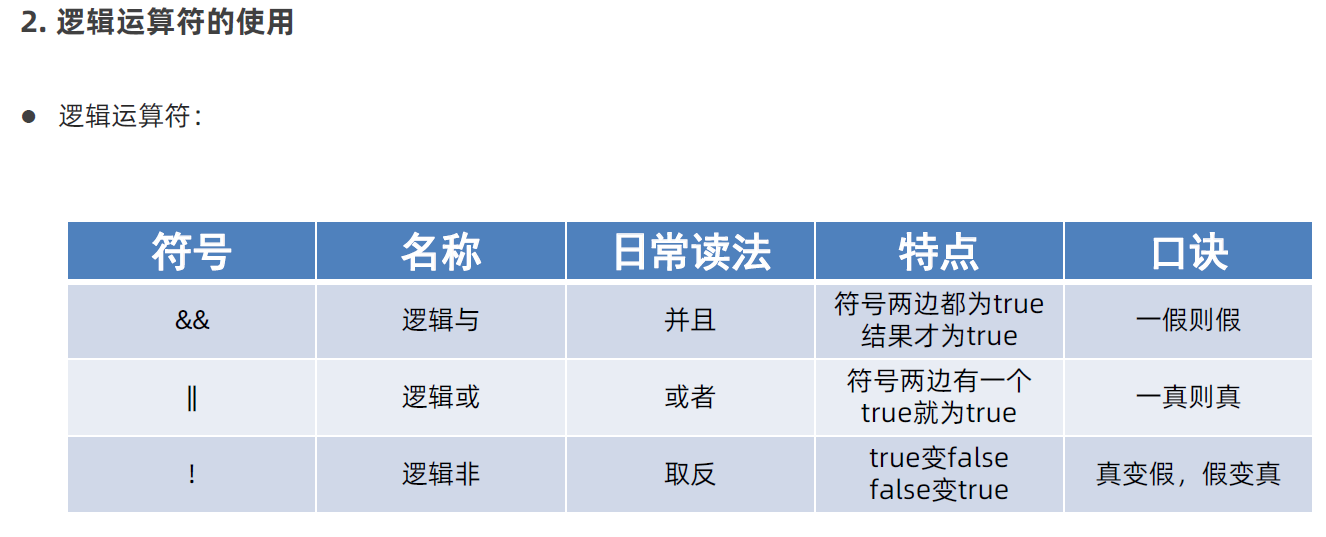 2. 逻辑运算符的使用
● 逻辑运算符：
符号 名称 日常读法 特点 口诀
&& 逻辑与 并且 符号两边都为true 一假则假
结果才为true
|| 逻辑或 或者 符号两边有一个 一真则真
true就为true
! 逻辑非 取反 true变false 真变假，假变真
false变true